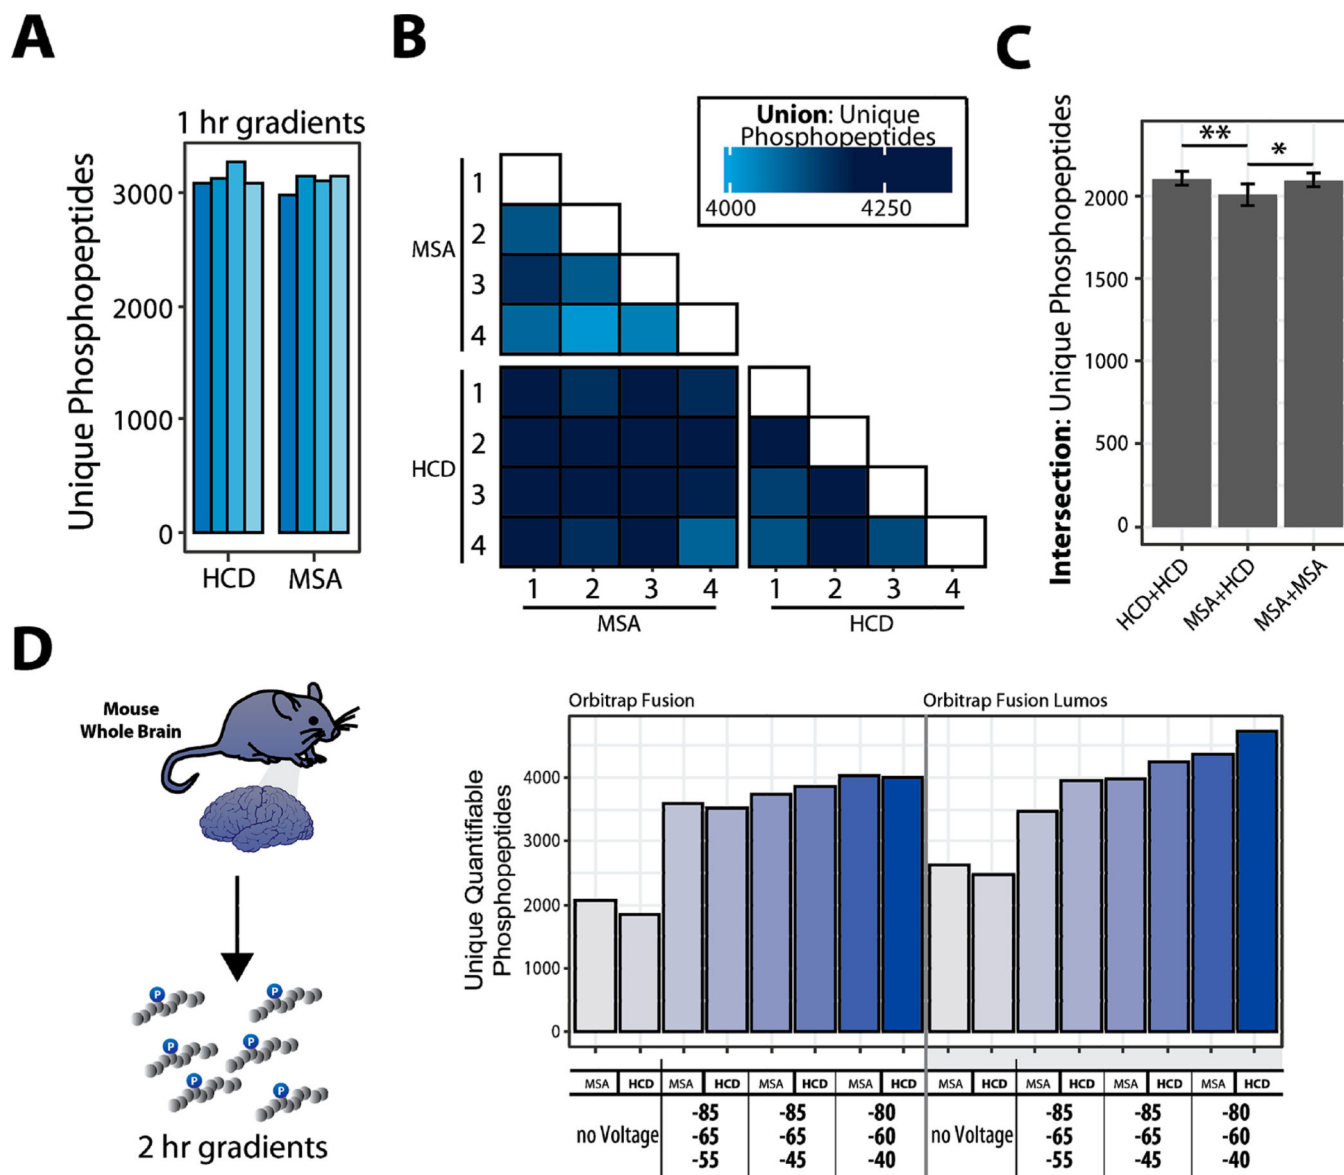 A
1 hr gradients
Unique Phosphopeptides
3000
2000
1000
0
HCD MSA
B
Union: Unique
Phosphopeptides
4000 4250
MSA
1
2
3
4
HCD
1
2
3
4
1 2 3 4 1 2 3 4
MSA HCD
C
Intersection: Unique Phosphopeptides
** *
2000
1500
1000
500
0
HCD+HCD
MSA+HCD
MSA+MSA
D
Mouse
Whole Brain
P P
P P
P P
2 hr gradients
Orbitrap Fusion Orbitrap Fusion Lumos
Unique Quantifiable
Phosphopeptides
4000
3000
2000
1000
0
MSA HCD MSA HCD MSA HCD MSA HCD MSA HCD MSA HCD MSA HCD MSA HCD
no Voltage -85 -85 -80 no Voltage -85 -85 -80
-65 -65 -60 -65 -65 -60
-55 -45 -40 -55 -45 -40